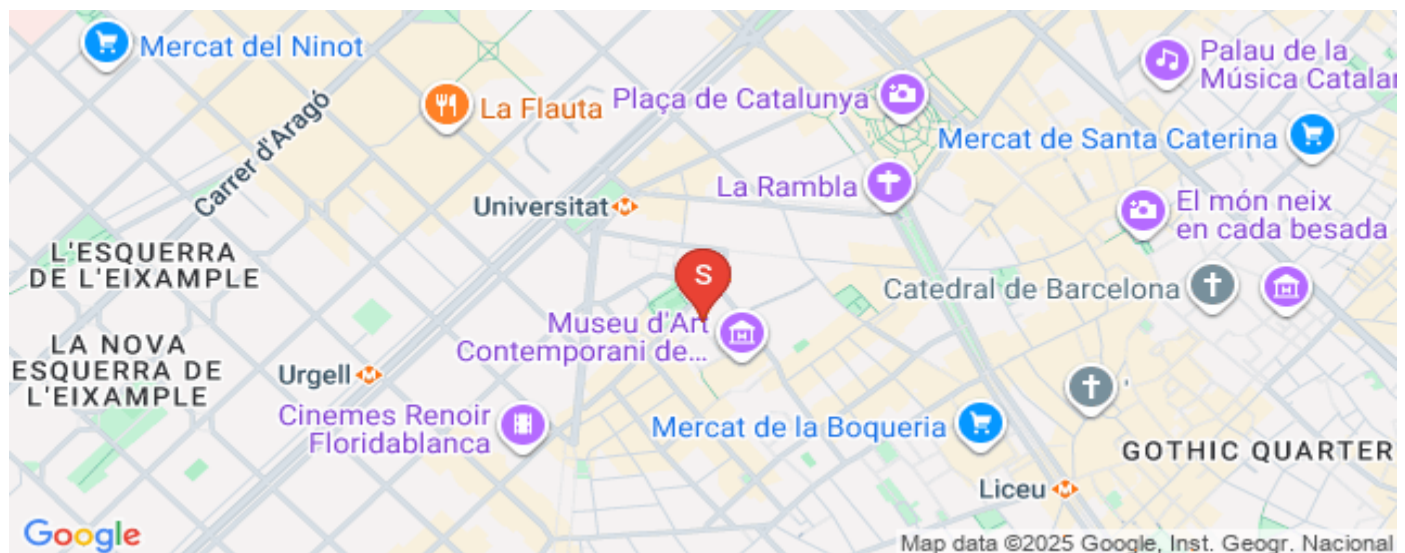 Mercat del Ninot
Palau de la
Música Catalan
La Flauta
Plaça de Catalunya
Mercat de Santa Caterina
Carrer d'Aragó
La Rambla
Universitat
El món neix
en cada besada
L'ESQUERRA
DE L'EIXAMPLE
S
Catedral de Barcelona
Museu d'Art
Contemporani de...
LA NOVA
ESQUERRA DE
L'EIXAMPLE
Urgell
Cinemes Renoir
Floridablanca
Mercat de la Boqueria
GOTHIC QUARTER
Liceu
Google
Map data ©2025 Google, Inst. Geogr. Nacional